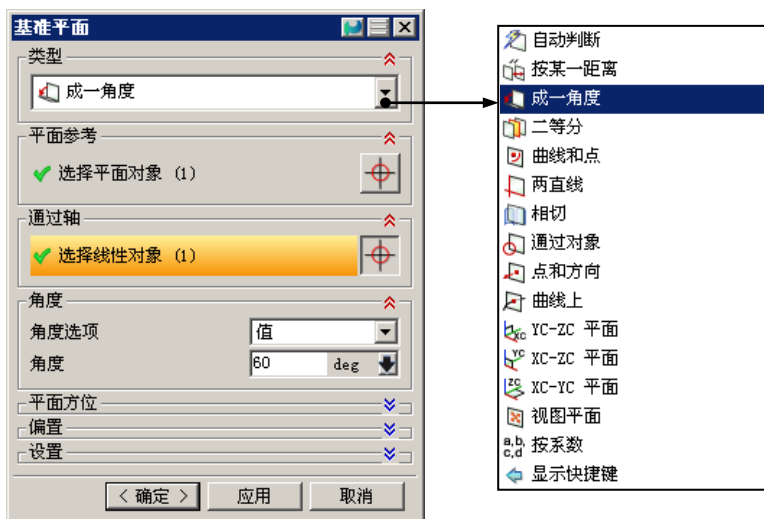 基准平面
类型
成一角度
平面参考
选择平面对象 (1)
通过轴
选择线性对象 (1)
角度
角度选项 值
角度 60 deg
平面方位
偏置
设置
< 确定 > 应用 取消
自动判断
按某一距离
成一角度
二等分
曲线和点
两直线
相切
通过对象
点和方向
曲线上
XC YC-ZC 平面
YC XC-ZC 平面
ZC XC-YC 平面
视图平面
a,b, c,d 按系数
显示快捷键